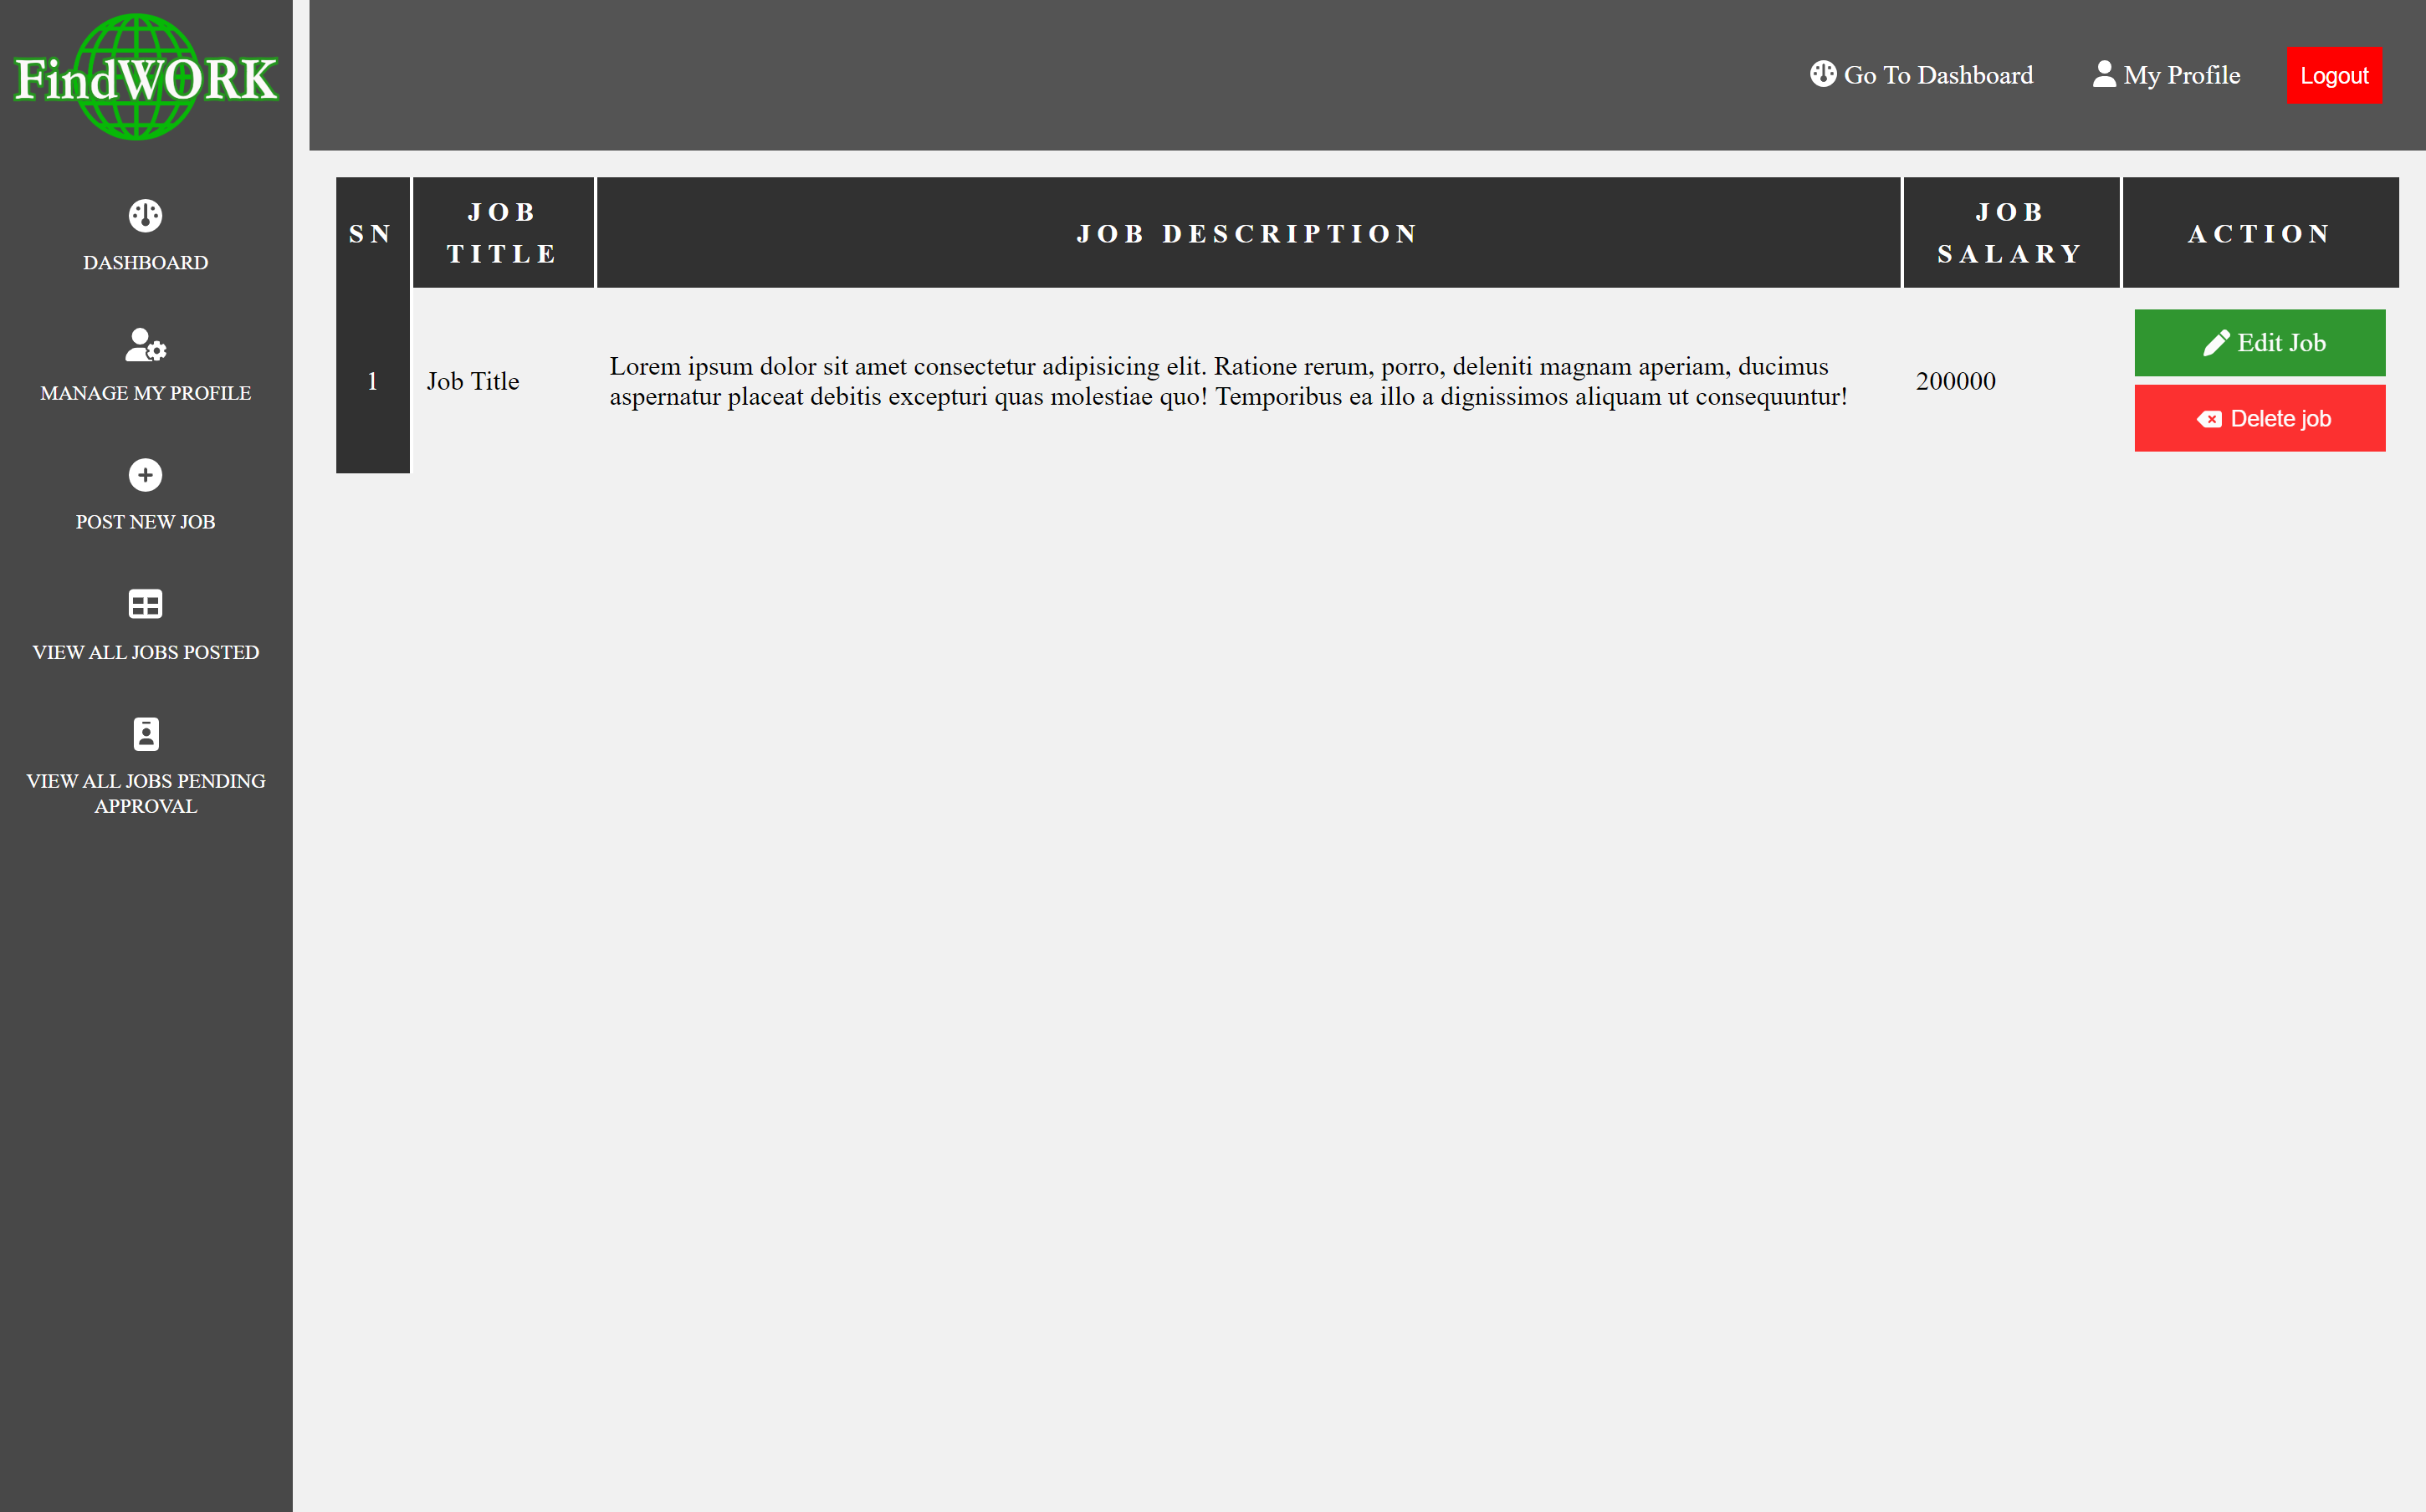 FindWORK
Go To Dashboard
My Profile
Logout
DASHBOARD
MANAGE MY PROFILE
POST NEW JOB
VIEW ALL JOBS POSTED
VIEW ALL JOBS PENDING
APPROVAL
SN
JOB
TITLE
JOB DESCRIPTION
JOB
SALARY
ACTION
1
Job Title
Lorem ipsum dolor sit amet consectetur adipisicing elit. Ratione rerum, porro, deleniti magnam aperiam, ducimus
aspernatur placeat debitis excepturi quas molestiae quo! Temporibus ea illo a dignissimos aliquam ut consequuntur!
200000
Edit Job
Delete job